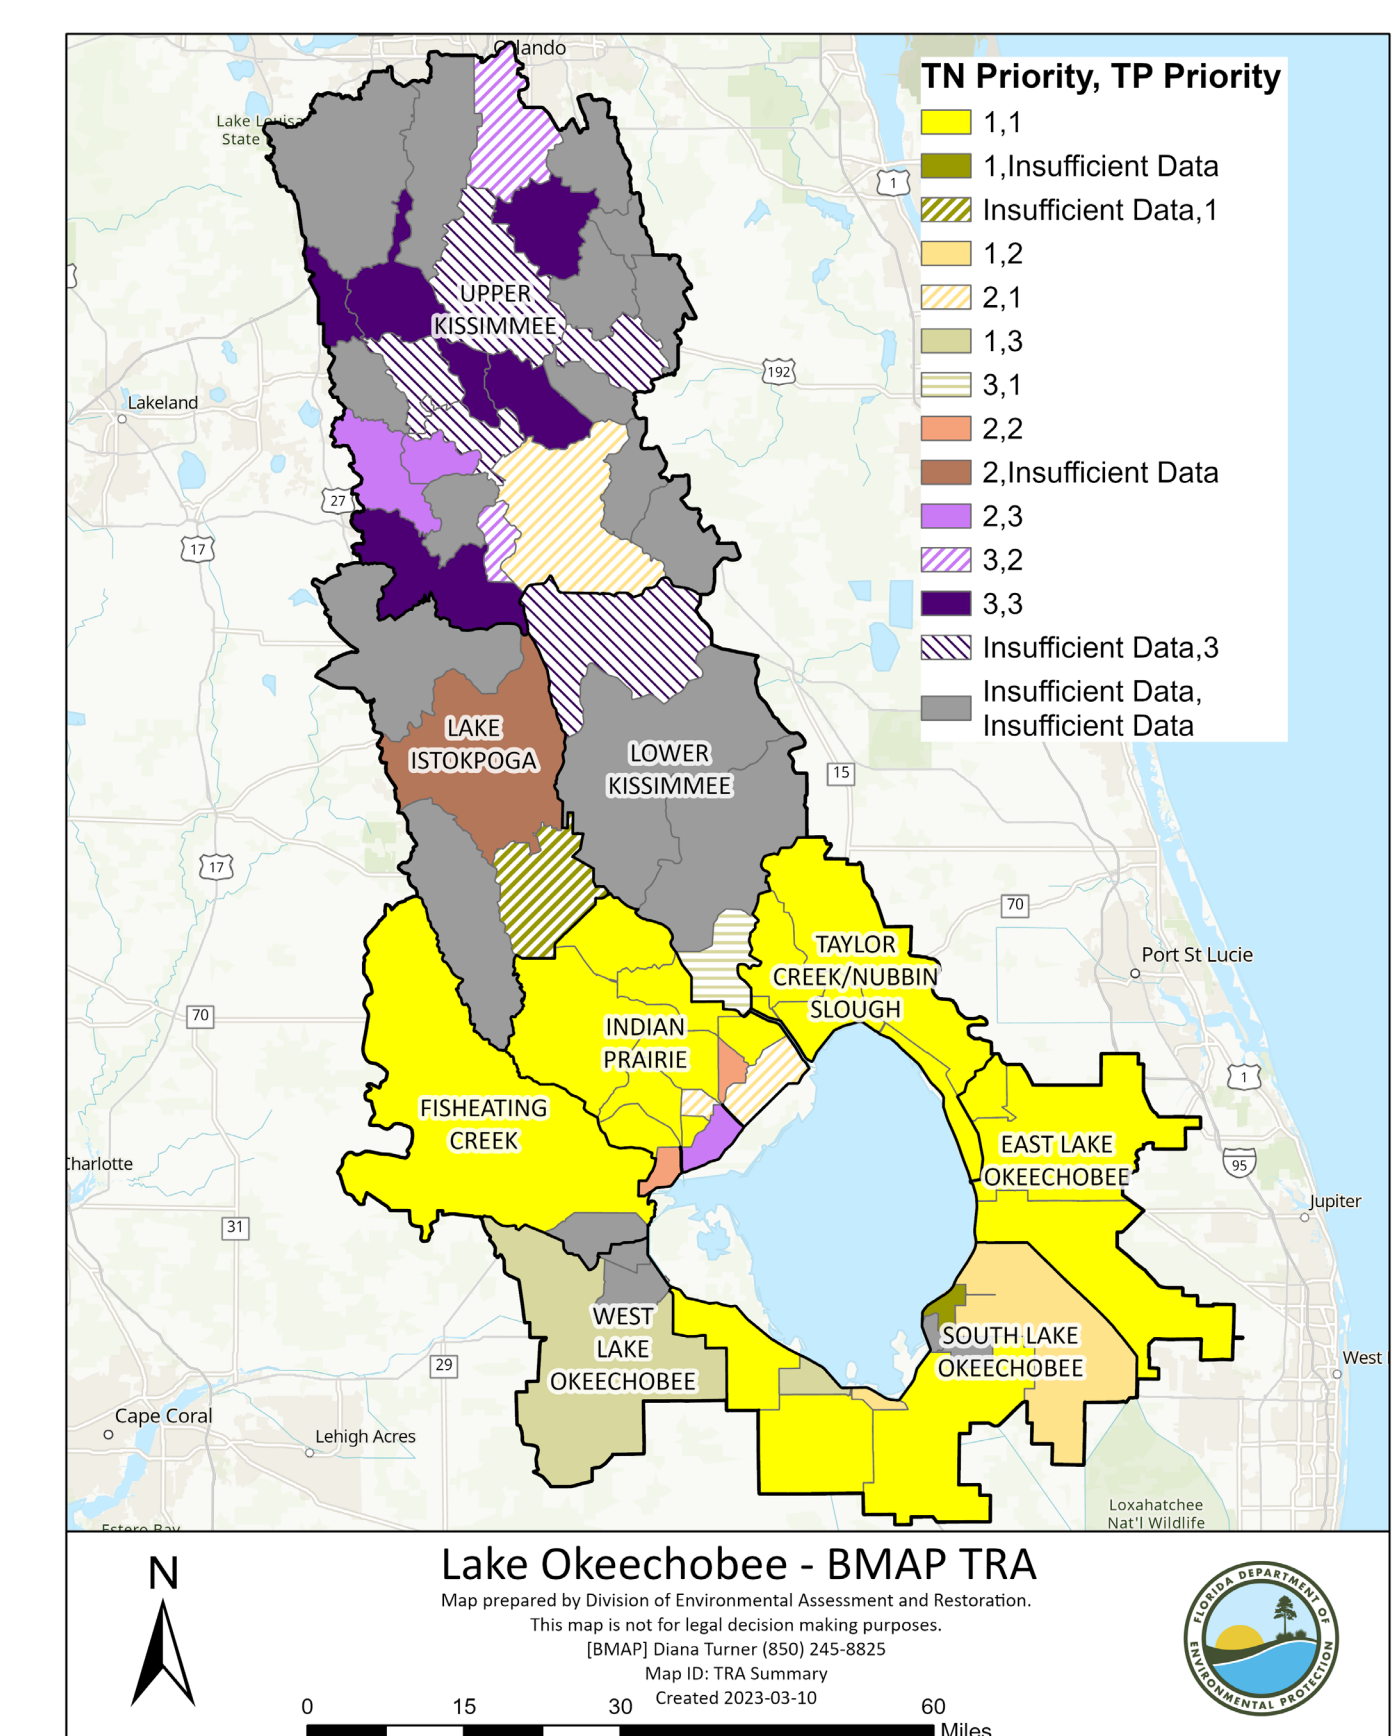 Orlando
Lake Louisa
State
TN Priority, TP Priority
1,1
1,Insufficient Data
Insufficient Data,1
1,2
2,1
1,3
3,1
2,2
2,Insufficient Data
2,3
3,2
3,3
Insufficient Data,3
Insufficient Data,
Insufficient Data
1
192
UPPER
KISSIMMEE
Lakeland
27
17
LAKE
ISTOKPOGA
LOWER
KISSIMMEE
15
17
70
TAYLOR
CREEK/NUBBIN
SLOUGH
Port St Lucie
70
INDIAN
PRAIRIE
1
FISHEATING
CREEK
EAST LAKE
OKEECHOBEE
95
Charlotte
Jupiter
31
WEST
LAKE
OKEECHOBEE
SOUTH LAKE
OKEECHOBEE
West
29
Cape Coral
Lehigh Acres
Loxahatchee
Nat'l Wildlife
Estero Bay
N
Lake Okeechobee - BMAP TRA
Map prepared by Division of Environmental Assessment and Restoration.
This map is not for legal decision making purposes.
[BMAP] Diana Turner (850) 245-8825
Map ID: TRA Summary
Created 2023-03-10
0 15 30 60
Miles
FLORIDA DEPARTMENT OF
ENVIRONMENTAL PROTECTION